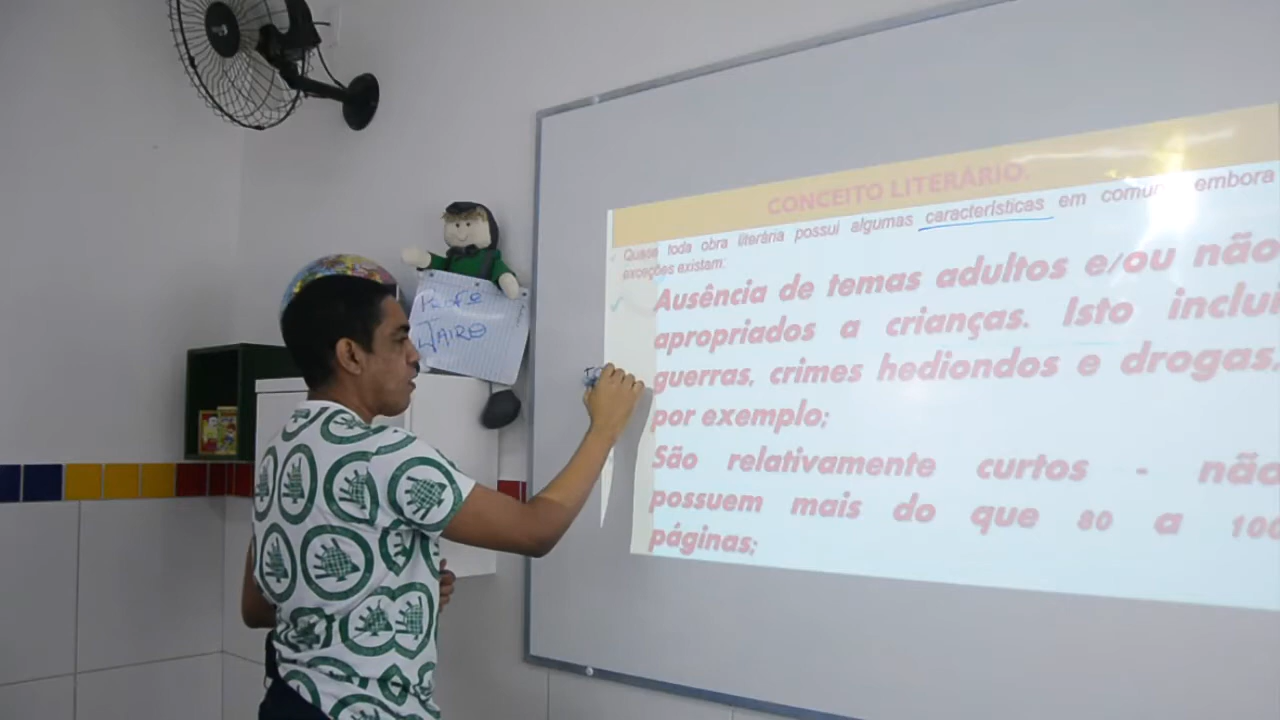 CONCEITO LITERÁRIO.
Quase toda obra literária possui algumas características em comum embora
exceções existam:
Ausência de temas adultos e/ou não
apropriados a crianças. Isto inclui
guerras, crimes hediondos e drogas,
por exemplo;
São relativamente curtos - não
possuem mais do que 80 a 100
páginas;
Profº
JAIRO